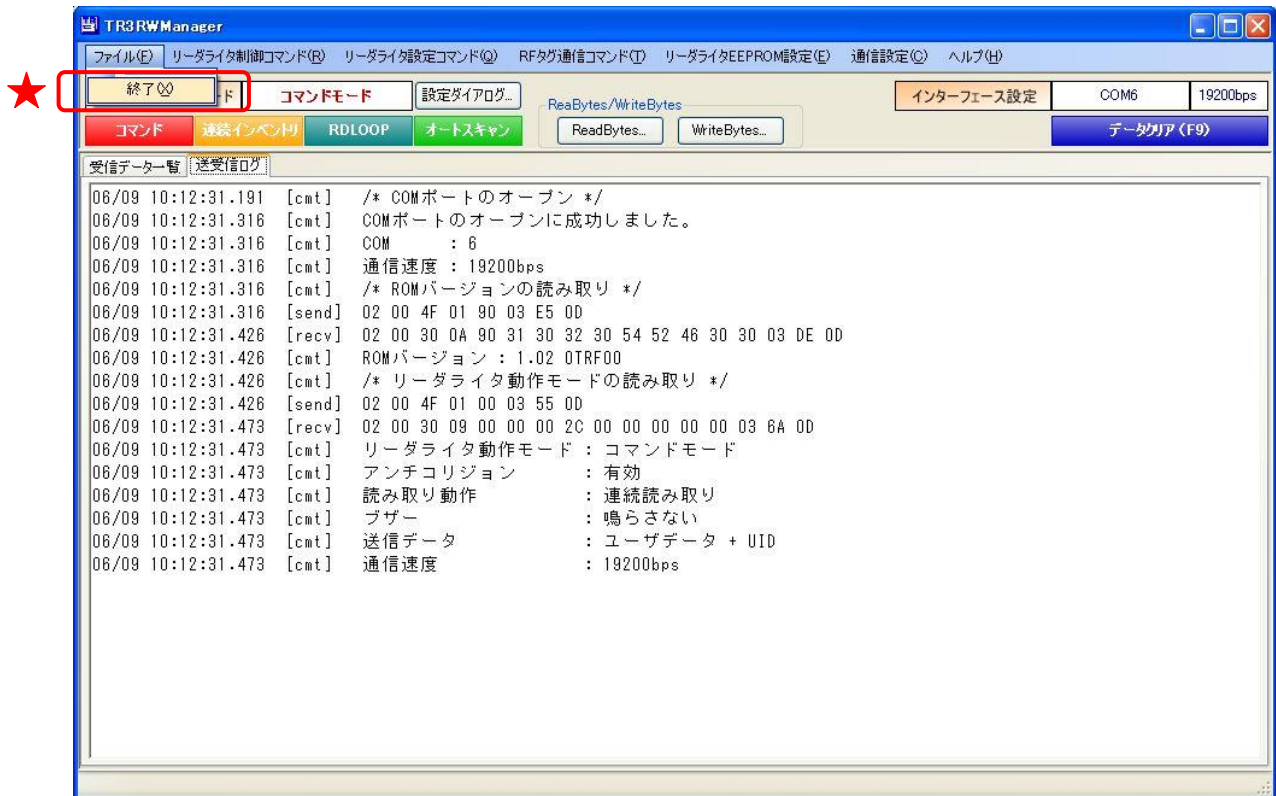 TR3RWManager
ファイル(F) リーダライタ制御コマンド(R) リーダライタ設定コマンド(Q) RFタグ通信コマンド(T) リーダライタEEPROM設定(E) 通信設定(C) ヘルプ(H)
終了(X) ード コマンドモード 設定ダイアログ... ReaBytes/WriteBytes インターフェース設定 COM6 19200bps
コマンド 連続インベントリ RDLOOP オートスキャン ReadBytes... WriteBytes... データクリア (F9)
受信データ一覧 送受信ログ
06/09 10:12:31.191 [cmt] /* COMポートのオープン */
06/09 10:12:31.316 [cmt] COMポートのオープンに成功しました。
06/09 10:12:31.316 [cmt] COM : 6
06/09 10:12:31.316 [cmt] 通信速度 : 19200bps
06/09 10:12:31.316 [cmt] /* ROMバージョンの読み取り */
06/09 10:12:31.316 [send] 02 00 4F 01 90 03 E5 0D
06/09 10:12:31.426 [recv] 02 00 30 0A 90 31 30 32 30 54 52 46 30 30 03 DE 0D
06/09 10:12:31.426 [cmt] ROMバージョン : 1.02 0TRF00
06/09 10:12:31.426 [cmt] /* リーダライタ動作モードの読み取り */
06/09 10:12:31.426 [send] 02 00 4F 01 00 03 55 0D
06/09 10:12:31.473 [recv] 02 00 30 09 00 00 00 2C 00 00 00 00 00 03 6A 0D
06/09 10:12:31.473 [cmt] リーダライタ動作モード : コマンドモード
06/09 10:12:31.473 [cmt] アンチコリジョン : 有効
06/09 10:12:31.473 [cmt] 読み取り動作 : 連続読み取り
06/09 10:12:31.473 [cmt] ブザー : 鳴らさない
06/09 10:12:31.473 [cmt] 送信データ : ユーザデータ + UID
06/09 10:12:31.473 [cmt] 通信速度 : 19200bps